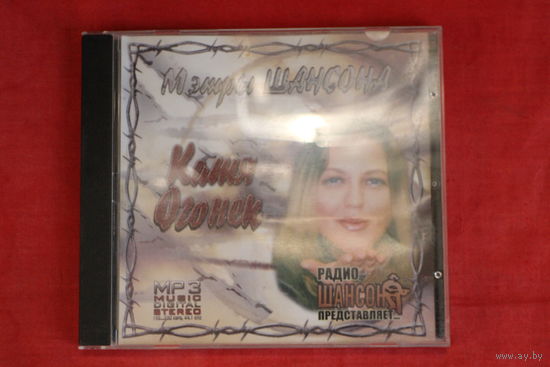 Мэтры ШАНСОНА
Катя
Огонек
MP3
MUSIC
DIGITAL
STEREO
РАДИО
ШАНСОН
ПРЕДСТАВЛЯЕТ...
www.ay.by